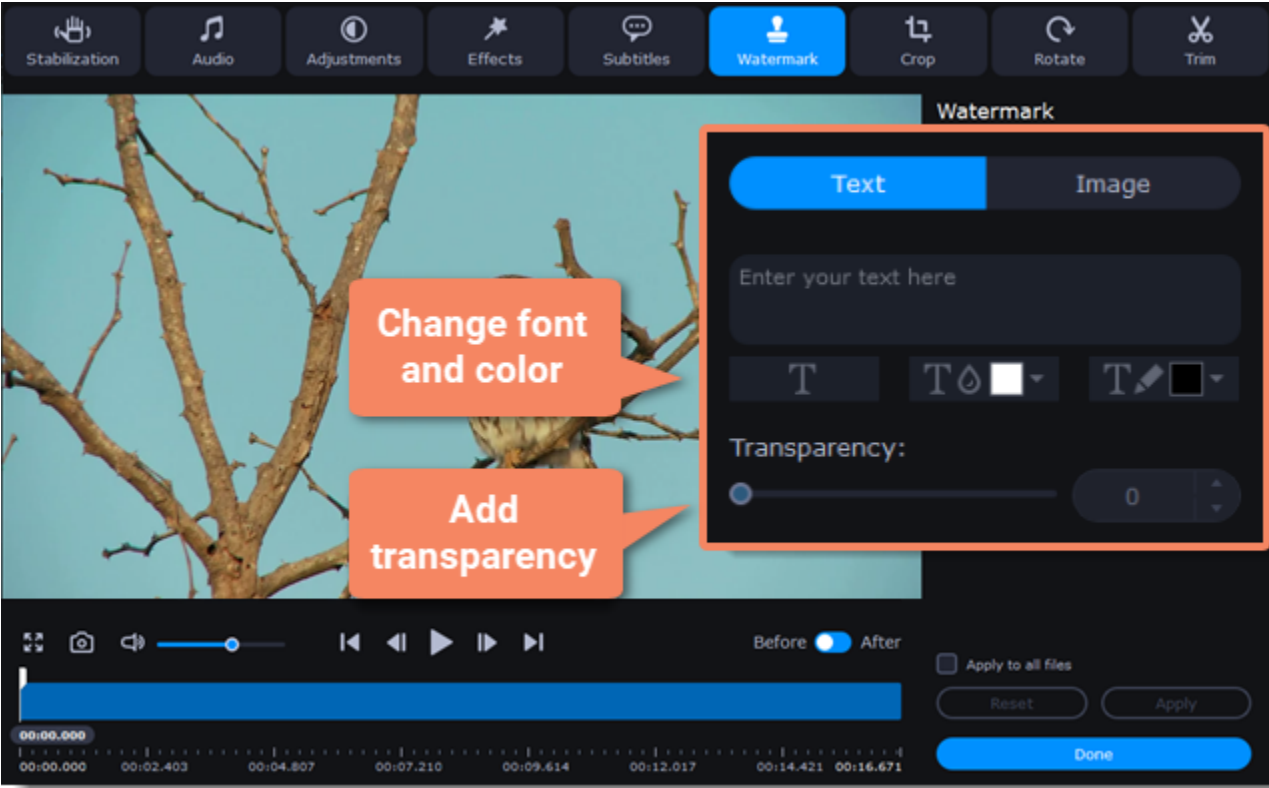 Stabilization
Audio
Adjustments
Effects
Subtitles
Watermark
Crop
Rotate
Trim
Watermark
Text
Image
Enter your text here
T
T
T
Change font
and color
Transparency:
0
Add
transparency
Before
After
Apply to all files
Reset
Apply
Done
00:00.000
00:00.000
00:02.403
00:04.807
00:07.210
00:09.614
00:12.017
00:14.421
00:16.671